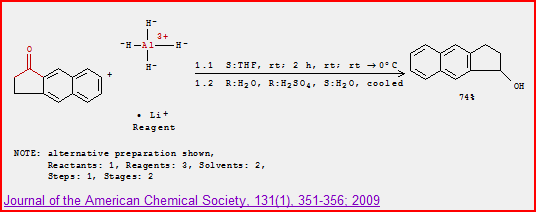 O
H⁻
3+
⁻H—Al—H⁻
H⁻
+
1.1 S:THF, rt; 2 h, rt; rt → 0°C
1.2 R:H₂O, R:H₂SO₄, S:H₂O, cooled
OH
74%
• Li⁺
Reagent
NOTE: alternative preparation shown,
Reactants: 1, Reagents: 3, Solvents: 2,
Steps: 1, Stages: 2
Journal of the American Chemical Society, 131(1), 351-356; 2009